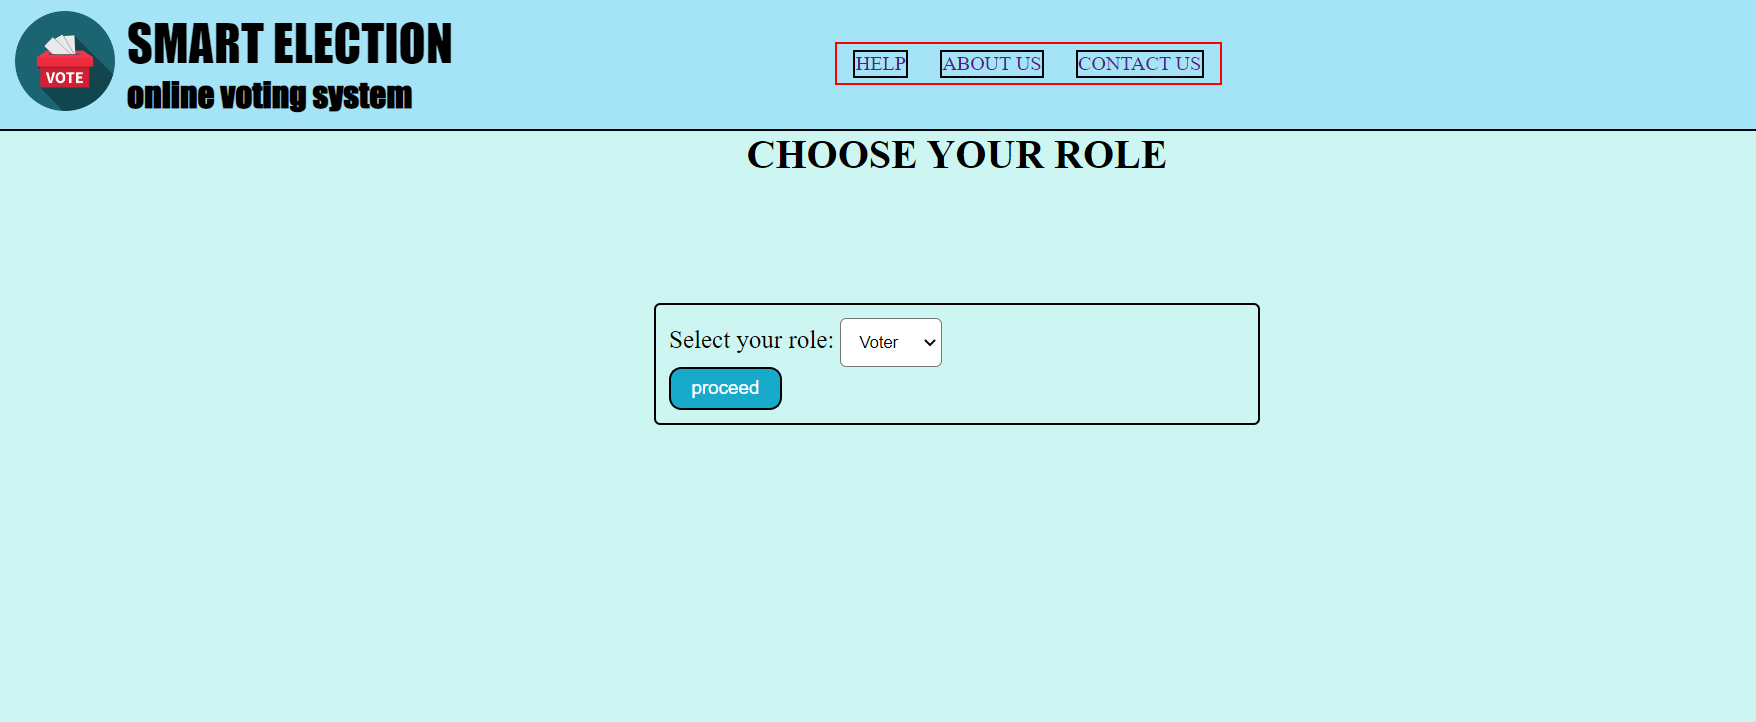 VOTE
SMART ELECTION
online voting system
HELP ABOUT US CONTACT US
CHOOSE YOUR ROLE
Select your role: Voter
proceed